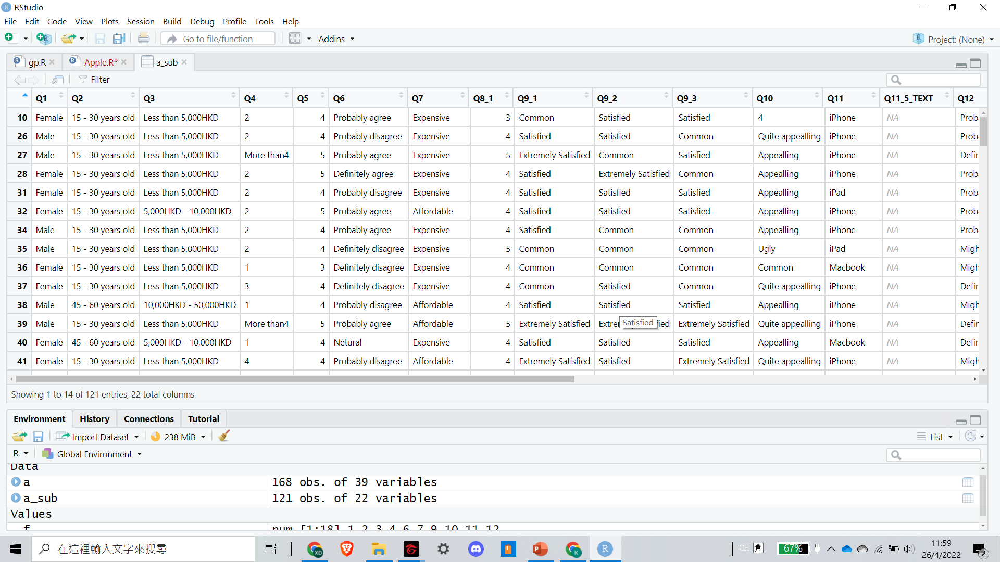 RStudio
File Edit Code View Plots Session Build Debug Profile Tools Help
Go to file/function Addins Project: (None)
gp.R Apple.R* a_sub
Filter
Q1 Q2 Q3 Q4 Q5 Q6 Q7 Q8_1 Q9_1 Q9_2 Q9_3 Q10 Q11 Q11_5_TEXT Q12
10 Female 15 - 30 years old Less than 5,000HKD 2 4 Probably agree Expensive 3 Common Satisfied Satisfied 4 iPhone NA Proba
26 Male 15 - 30 years old Less than 5,000HKD 2 4 Probably disagree Expensive 4 Satisfied Satisfied Common Quite appealling iPhone NA Proba
27 Male 15 - 30 years old Less than 5,000HKD More than4 5 Probably agree Expensive 5 Extremely Satisfied Common Satisfied Appealling iPhone NA Defin
28 Female 15 - 30 years old Less than 5,000HKD 2 5 Definitely agree Expensive 4 Satisfied Extremely Satisfied Common Appealling iPhone NA Proba
31 Female 15 - 30 years old Less than 5,000HKD 2 4 Probably disagree Expensive 4 Satisfied Satisfied Satisfied Appealling iPad NA Proba
32 Female 15 - 30 years old 5,000HKD - 10,000HKD 2 5 Probably agree Affordable 4 Satisfied Satisfied Satisfied Appealling iPhone NA Proba
34 Male 15 - 30 years old Less than 5,000HKD 2 4 Probably agree Expensive 4 Satisfied Common Common Appealling iPhone NA Proba
35 Male 15 - 30 years old Less than 5,000HKD 2 4 Definitely disagree Expensive 5 Common Common Common Ugly iPad NA Migh
36 Female 15 - 30 years old Less than 5,000HKD 1 3 Definitely disagree Expensive 4 Common Common Common Common Macbook NA Migh
37 Female 15 - 30 years old Less than 5,000HKD 3 4 Definitely disagree Expensive 4 Common Satisfied Common Quite appealling iPhone NA Defin
38 Male 45 - 60 years old 10,000HKD - 50,000HKD 1 4 Probably disagree Affordable 4 Satisfied Satisfied Satisfied Appealling iPhone NA Migh
39 Male 15 - 30 years old Less than 5,000HKD More than4 5 Probably agree Affordable 5 Extremely Satisfied Extre Satisfied fied Extremely Satisfied Quite appealling iPhone NA Defin
40 Female 45 - 60 years old 5,000HKD - 10,000HKD 1 4 Netural Expensive 4 Satisfied Satisfied Satisfied Appealling Macbook NA Defin
41 Female 15 - 30 years old Less than 5,000HKD 4 4 Probably disagree Affordable 4 Extremely Satisfied Satisfied Extremely Satisfied Quite appealling iPhone NA Migh
Showing 1 to 14 of 121 entries, 22 total columns
Environment History Connections Tutorial
Import Dataset 238 MiB List
R Global Environment
Data
a 168 obs. of 39 variables
a_sub 121 obs. of 22 variables
Values
f num [1:18] 1 2 3 4 6 7 9 10 11 12
在這裡輸入文字來搜尋 CH 倉 67% 11:59
26/4/2022 2